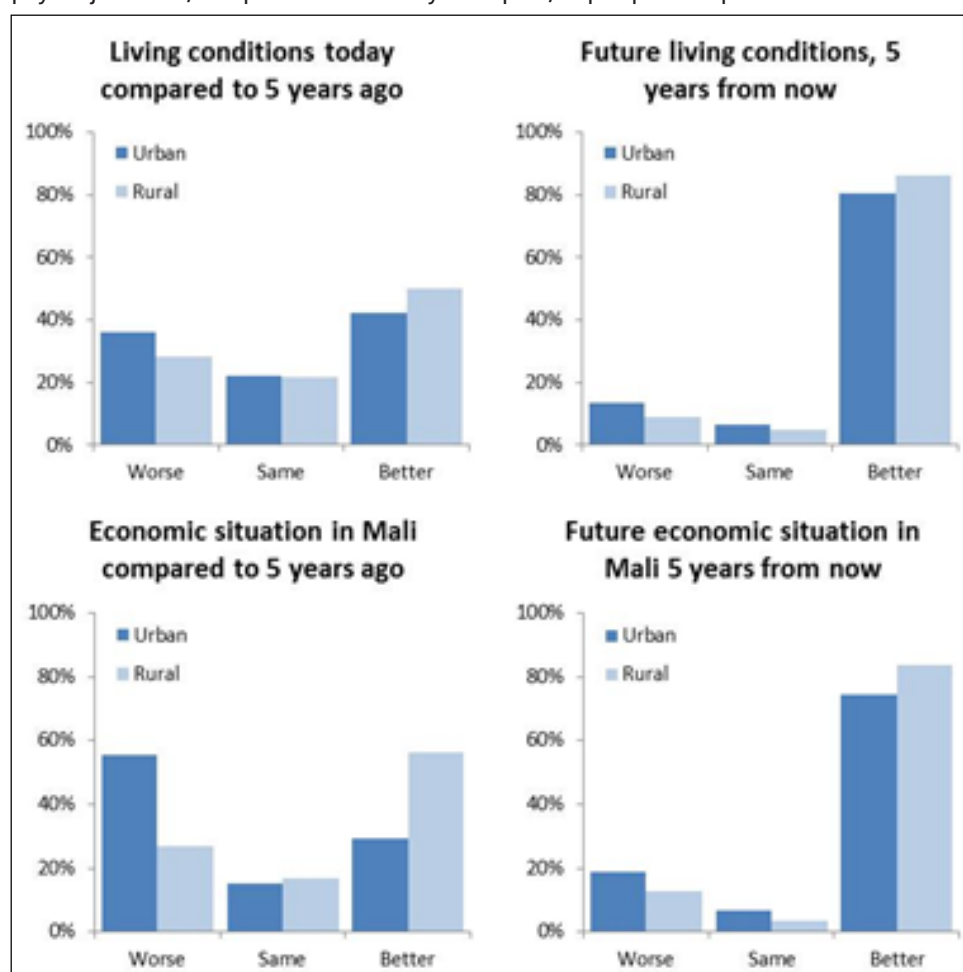 Living conditions today
compared to 5 years ago
100%
80%
60%
40%
20%
0%
Urban
Rural
Worse Same Better
Future living conditions, 5
years from now
100%
80%
60%
40%
20%
0%
Urban
Rural
Worse Same Better
Economic situation in Mali
compared to 5 years ago
100%
80%
60%
40%
20%
0%
Urban
Rural
Worse Same Better
Future economic situation in
Mali 5 years from now
100%
80%
60%
40%
20%
0%
Urban
Rural
Worse Same Better